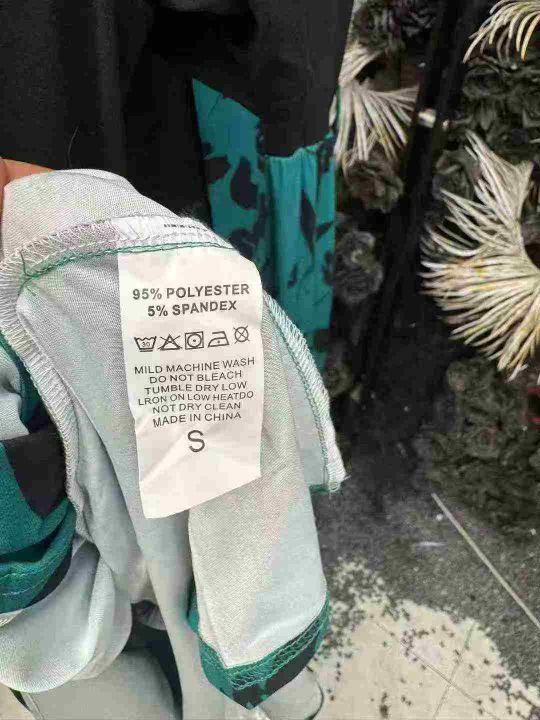 95% POLYESTER
5% SPANDEX
30
MILD MACHINE WASH
DO NOT BLEACH
TUMBLE DRY LOW
LRON ON LOW HEATDO
NOT DRY CLEAN
MADE IN CHINA
S